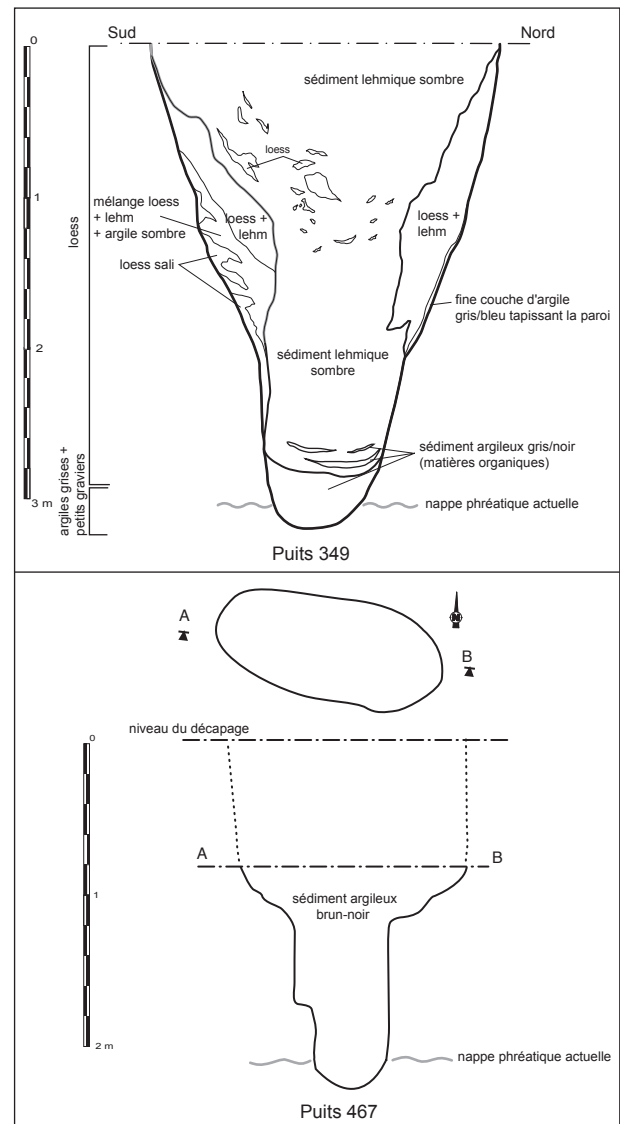 Sud
Nord
0
sédiment lehmique sombre
loess
1
mélange loess
+ lehm
+ argile sombre
loess +
lehm
loess +
lehm
loess
loess sali
fine couche d'argile
gris/bleu tapissant la paroi
2
sédiment lehmique
sombre
sédiment argileux gris/noir
(matières organiques)
argiles grises +
petits graviers
3 m
nappe phréatique actuelle
Puits 349
A
N
B
niveau du décapage
0
A
B
1
sédiment argileux
brun-noir
2 m
nappe phréatique actuelle
Puits 467